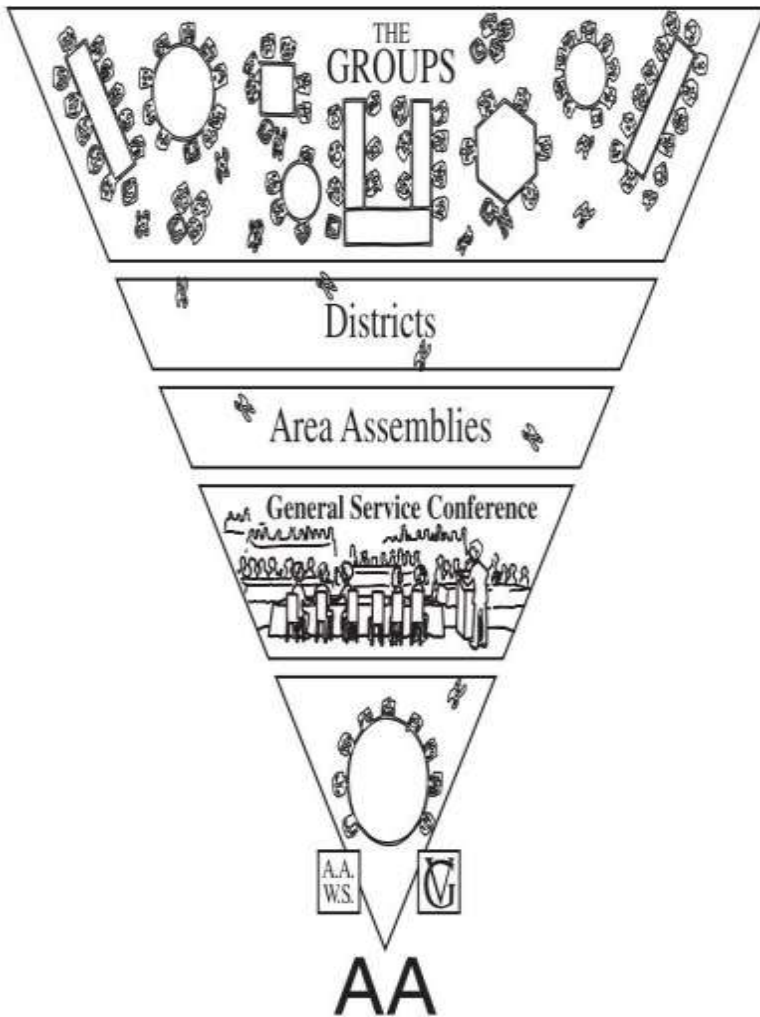 THE
GROUPS
Districts
Area Assemblies
General Service Conference
A.A.
W.S.
GV
AA